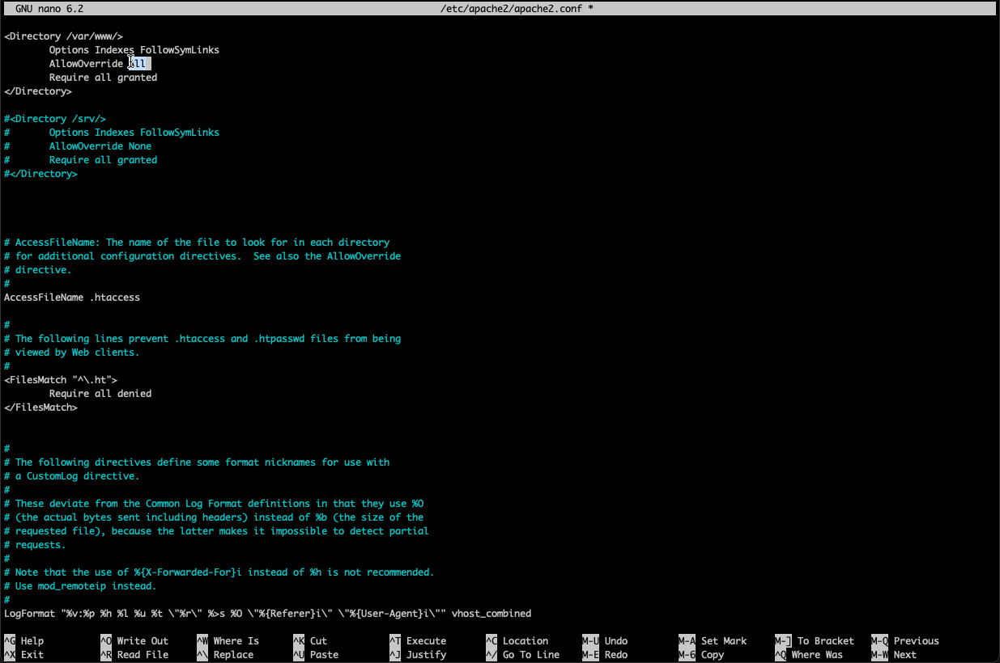 GNU nano 6.2 /etc/apache2/apache2.conf *
<Directory /var/www/>
Options Indexes FollowSymLinks
AllowOverride All
Require all granted
</Directory>
#<Directory /srv/>
# Options Indexes FollowSymLinks
# AllowOverride None
# Require all granted
#</Directory>
# AccessFileName: The name of the file to look for in each directory
# for additional configuration directives.  See also the AllowOverride
# directive.
#
AccessFileName .htaccess
#
# The following lines prevent .htaccess and .htpasswd files from being
# viewed by Web clients.
#
<FilesMatch "^\.ht">
Require all denied
</FilesMatch>
#
# The following directives define some format nicknames for use with
# a CustomLog directive.
#
# These deviate from the Common Log Format definitions in that they use %O
# (the actual bytes sent including headers) instead of %b (the size of the
# requested file), because the latter makes it impossible to detect partial
# requests.
#
# Note that the use of %{X-Forwarded-For}i instead of %h is not recommended.
# Use mod_remoteip instead.
#
LogFormat "%v:%p %h %l %u %t \"%r\" %>s %O \"%{Referer}i\" \"%{User-Agent}i\"" vhost_combined
^G Help ^O Write Out ^W Where Is ^K Cut ^T Execute ^C Location M-U Undo M-A Set Mark M-] To Bracket M-Q Previous
^X Exit ^R Read File ^\ Replace ^U Paste ^J Justify ^/ Go To Line M-E Redo M-6 Copy ^Q Where Was M-W Next